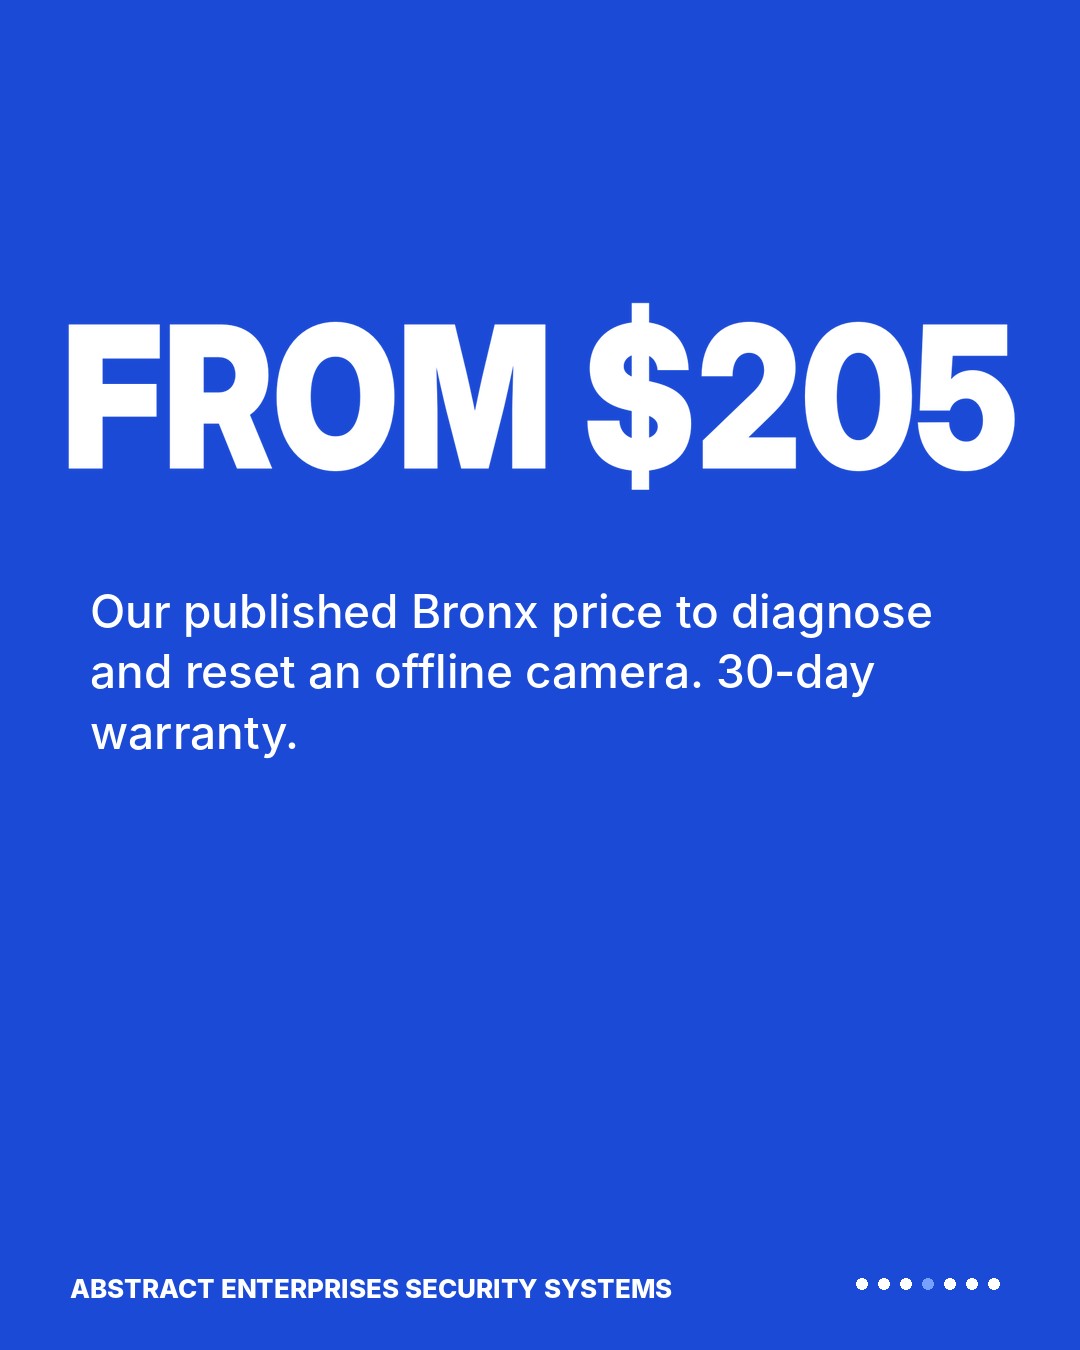 FROM $205
Our published Bronx price to diagnose
and reset an offline camera. 30-day
warranty.
ABSTRACT ENTERPRISES SECURITY SYSTEMS